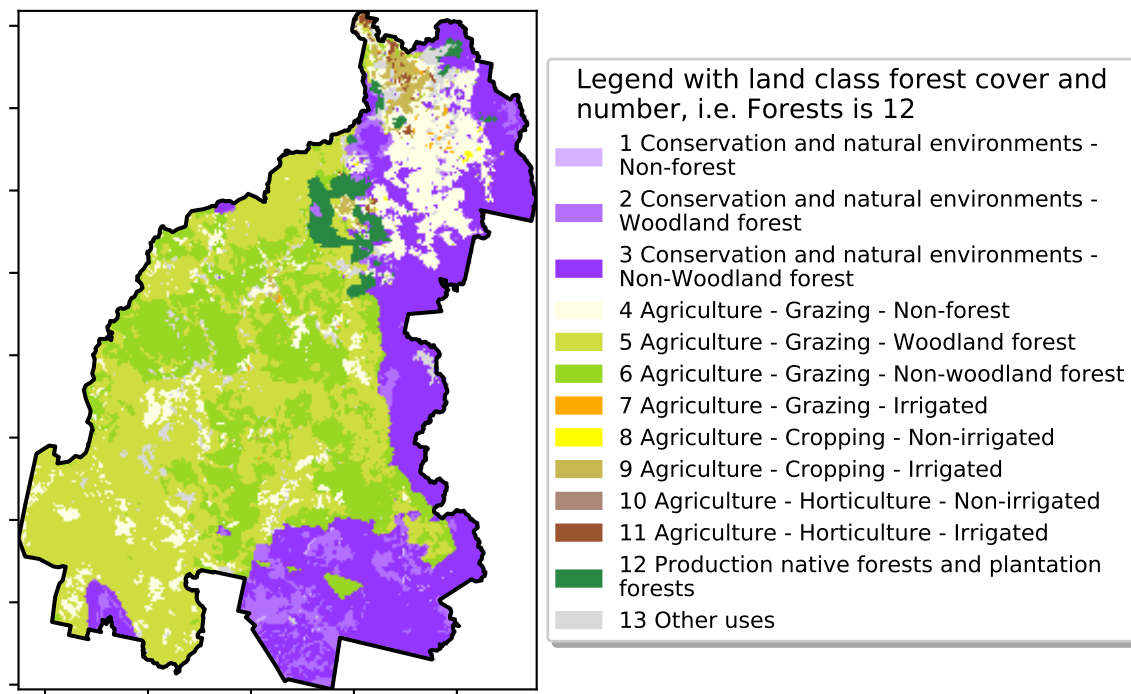 Legend with land class forest cover and
number, i.e. Forests is 12
1 Conservation and natural environments -
Non-forest
2 Conservation and natural environments -
Woodland forest
3 Conservation and natural environments -
Non-Woodland forest
4 Agriculture - Grazing - Non-forest
5 Agriculture - Grazing - Woodland forest
6 Agriculture - Grazing - Non-woodland forest
7 Agriculture - Grazing - Irrigated
8 Agriculture - Cropping - Non-irrigated
9 Agriculture - Cropping - Irrigated
10 Agriculture - Horticulture - Non-irrigated
11 Agriculture - Horticulture - Irrigated
12 Production native forests and plantation
forests
13 Other uses